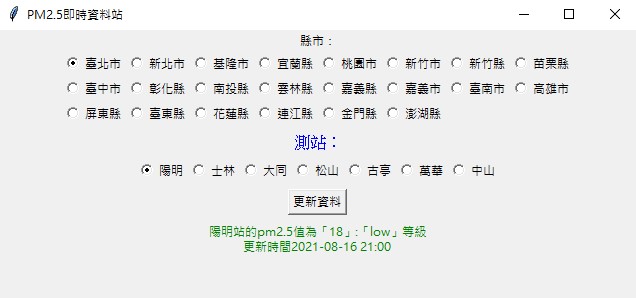 PM2.5即時資料站
縣市：
臺北市 新北市 基隆市 宜蘭縣 桃園市 新竹市 新竹縣 苗栗縣
臺中市 彰化縣 南投縣 雲林縣 嘉義縣 嘉義市 臺南市 高雄市
屏東縣 臺東縣 花蓮縣 連江縣 金門縣 澎湖縣
測站：
陽明 士林 大同 松山 古亭 萬華 中山
更新資料
陽明站的pm2.5值為「18」:「low」等級
更新時間2021-08-16 21:00